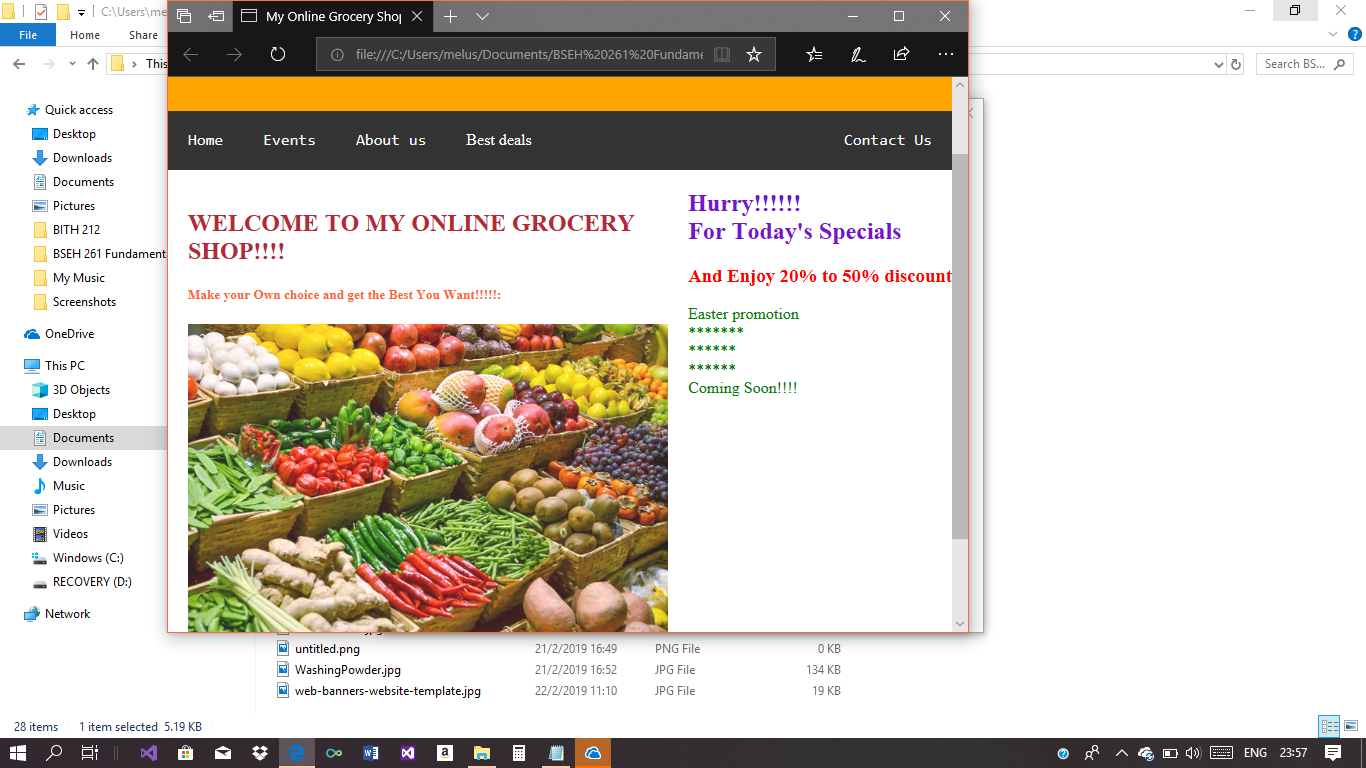 C:\Users\me
My Online Grocery Shop
File
Home
Share
file:///C:/Users/melus/Documents/BSEH%20261%20Fundame
This
Search BS...
Quick access
Desktop
Downloads
Documents
Pictures
BITH 212
BSEH 261 Fundament
My Music
Screenshots
OneDrive
This PC
3D Objects
Desktop
Documents
Downloads
Music
Pictures
Videos
Windows (C:)
RECOVERY (D:)
Network
Home Events About us Best deals Contact Us
WELCOME TO MY ONLINE GROCERY
SHOP!!!!
Make your Own choice and get the Best You Want!!!!!:
Hurry!!!!!!
For Today's Specials
And Enjoy 20% to 50% discount
Easter promotion
*******
******
******
Coming Soon!!!!
untitled.png 21/2/2019 16:49 PNG File 0 KB
WashingPowder.jpg 21/2/2019 16:52 JPG File 134 KB
web-banners-website-template.jpg 22/2/2019 11:10 JPG File 19 KB
28 items 1 item selected 5.19 KB
ENG 23:57